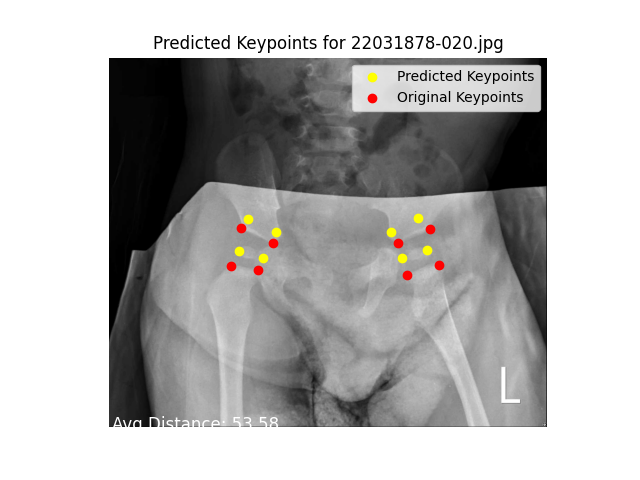 Predicted Keypoints for 22031878-020.jpg
Predicted Keypoints
Original Keypoints
L
Avg Distance: 53.58